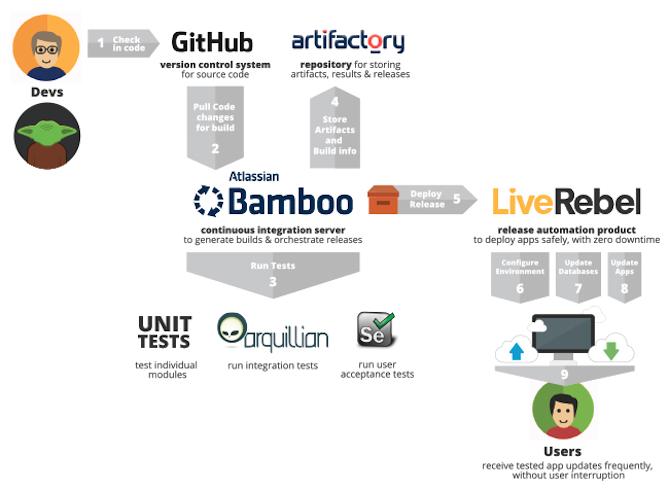 1 Check
in code
GitHub
version control system
for source code
artifactory
repository for storing
artifacts, results & releases
Devs
Pull Code
changes
for build
2
4
Store
Artifacts
and
Build info
Atlassian
Bamboo
continuous integration server
to generate builds & orchestrate releases
Deploy
Release 5
LiveRebel
release automation product
to deploy apps safely, with zero downtime
Run Tests
3
Configure
Environment
6
Update
Databases
7
Update
Apps
8
UNIT
TESTS
test individual
modules
arquillian
run integration tests
Se
run user
acceptance tests
9
Users
receive tested app updates frequently,
without user interruption